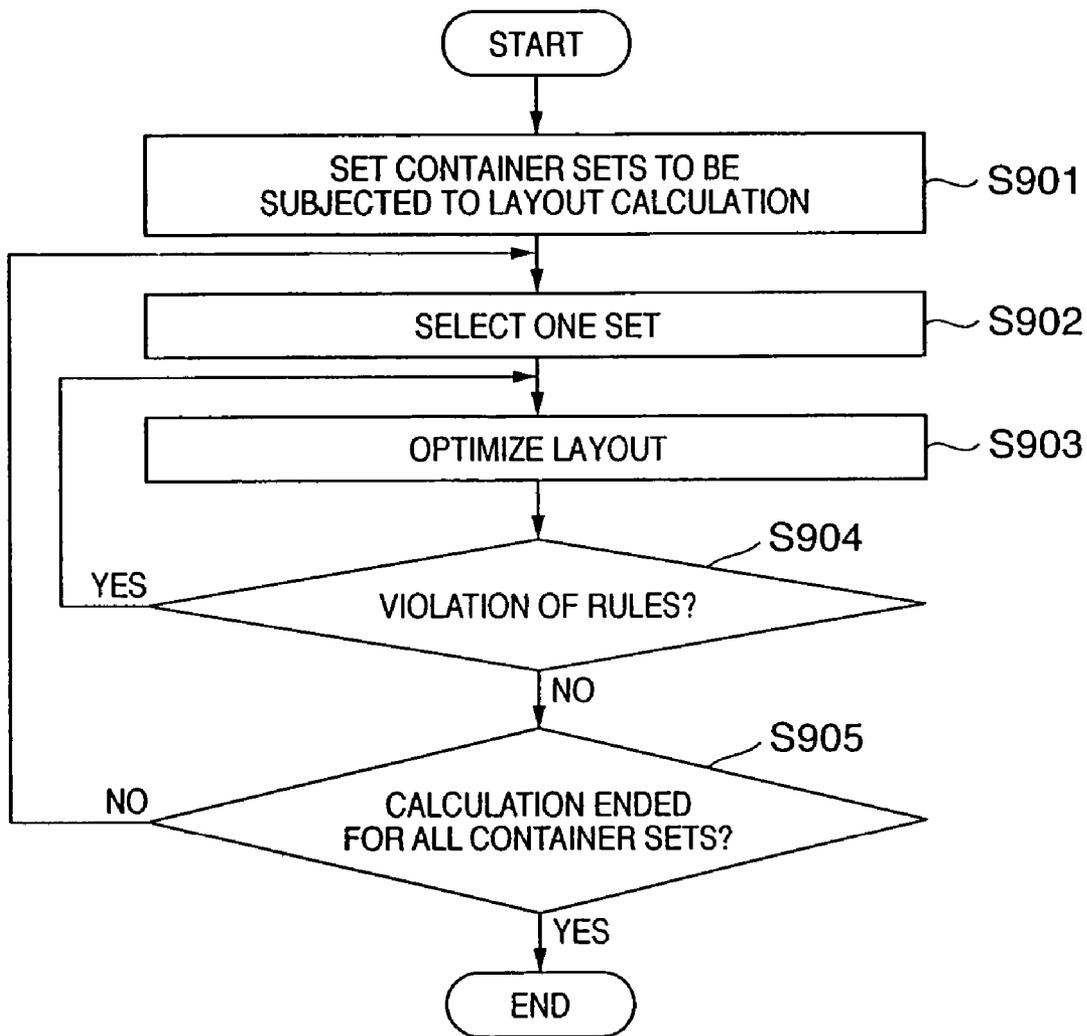 START
SET CONTAINER SETS TO BE
SUBJECTED TO LAYOUT CALCULATION
S901
SELECT ONE SET
S902
OPTIMIZE LAYOUT
S903
S904
YES
VIOLATION OF RULES?
NO
S905
NO
CALCULATION ENDED
FOR ALL CONTAINER SETS?
YES
END